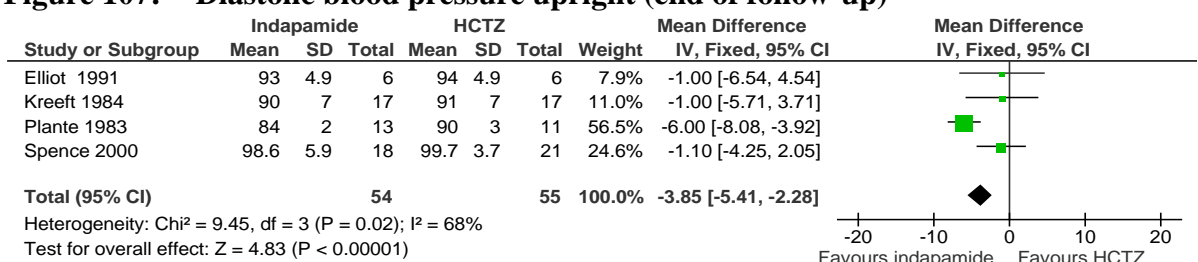 Figure 107: Diastolic blood pressure upright (end of follow-up)
Indapamide HCTZ Mean Difference Mean Difference
Study or Subgroup Mean SD Total Mean SD Total Weight IV, Fixed, 95% CI IV, Fixed, 95% CI
Elliot 1991 93 4.9 6 94 4.9 6 7.9% -1.00 [-6.54, 4.54]
Kreeft 1984 90 7 17 91 7 17 11.0% -1.00 [-5.71, 3.71]
Plante 1983 84 2 13 90 3 11 56.5% -6.00 [-8.08, -3.92]
Spence 2000 98.6 5.9 18 99.7 3.7 21 24.6% -1.10 [-4.25, 2.05]
Total (95% CI) 54 55 100.0% -3.85 [-5.41, -2.28]
Heterogeneity: Chi² = 9.45, df = 3 (P = 0.02); I² = 68%
Test for overall effect: Z = 4.83 (P < 0.00001)
-20 -10 0 10 20
Favours indapamide Favours HCTZ